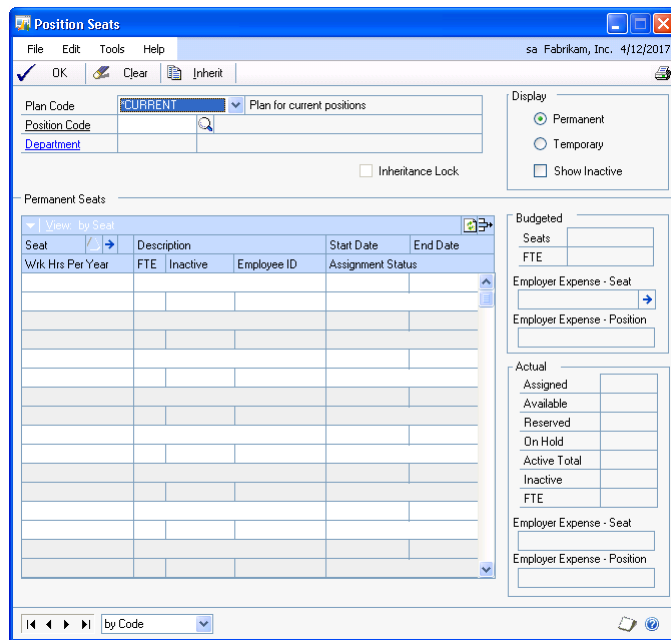 Position Seats
File Edit Tools Help sa Fabrikam, Inc. 4/12/2017
OK Clear Inherit
Plan Code *CURRENT Plan for current positions
Position Code
Department
Inheritance Lock
Display
Permanent
Temporary
Show Inactive
Permanent Seats
View: by Seat
Seat Description Start Date End Date
Wrk Hrs Per Year FTE Inactive Employee ID Assignment Status
Budgeted
Seats
FTE
Employer Expense - Seat
Employer Expense - Position
Actual
Assigned
Available
Reserved
On Hold
Active Total
Inactive
FTE
Employer Expense - Seat
Employer Expense - Position
by Code